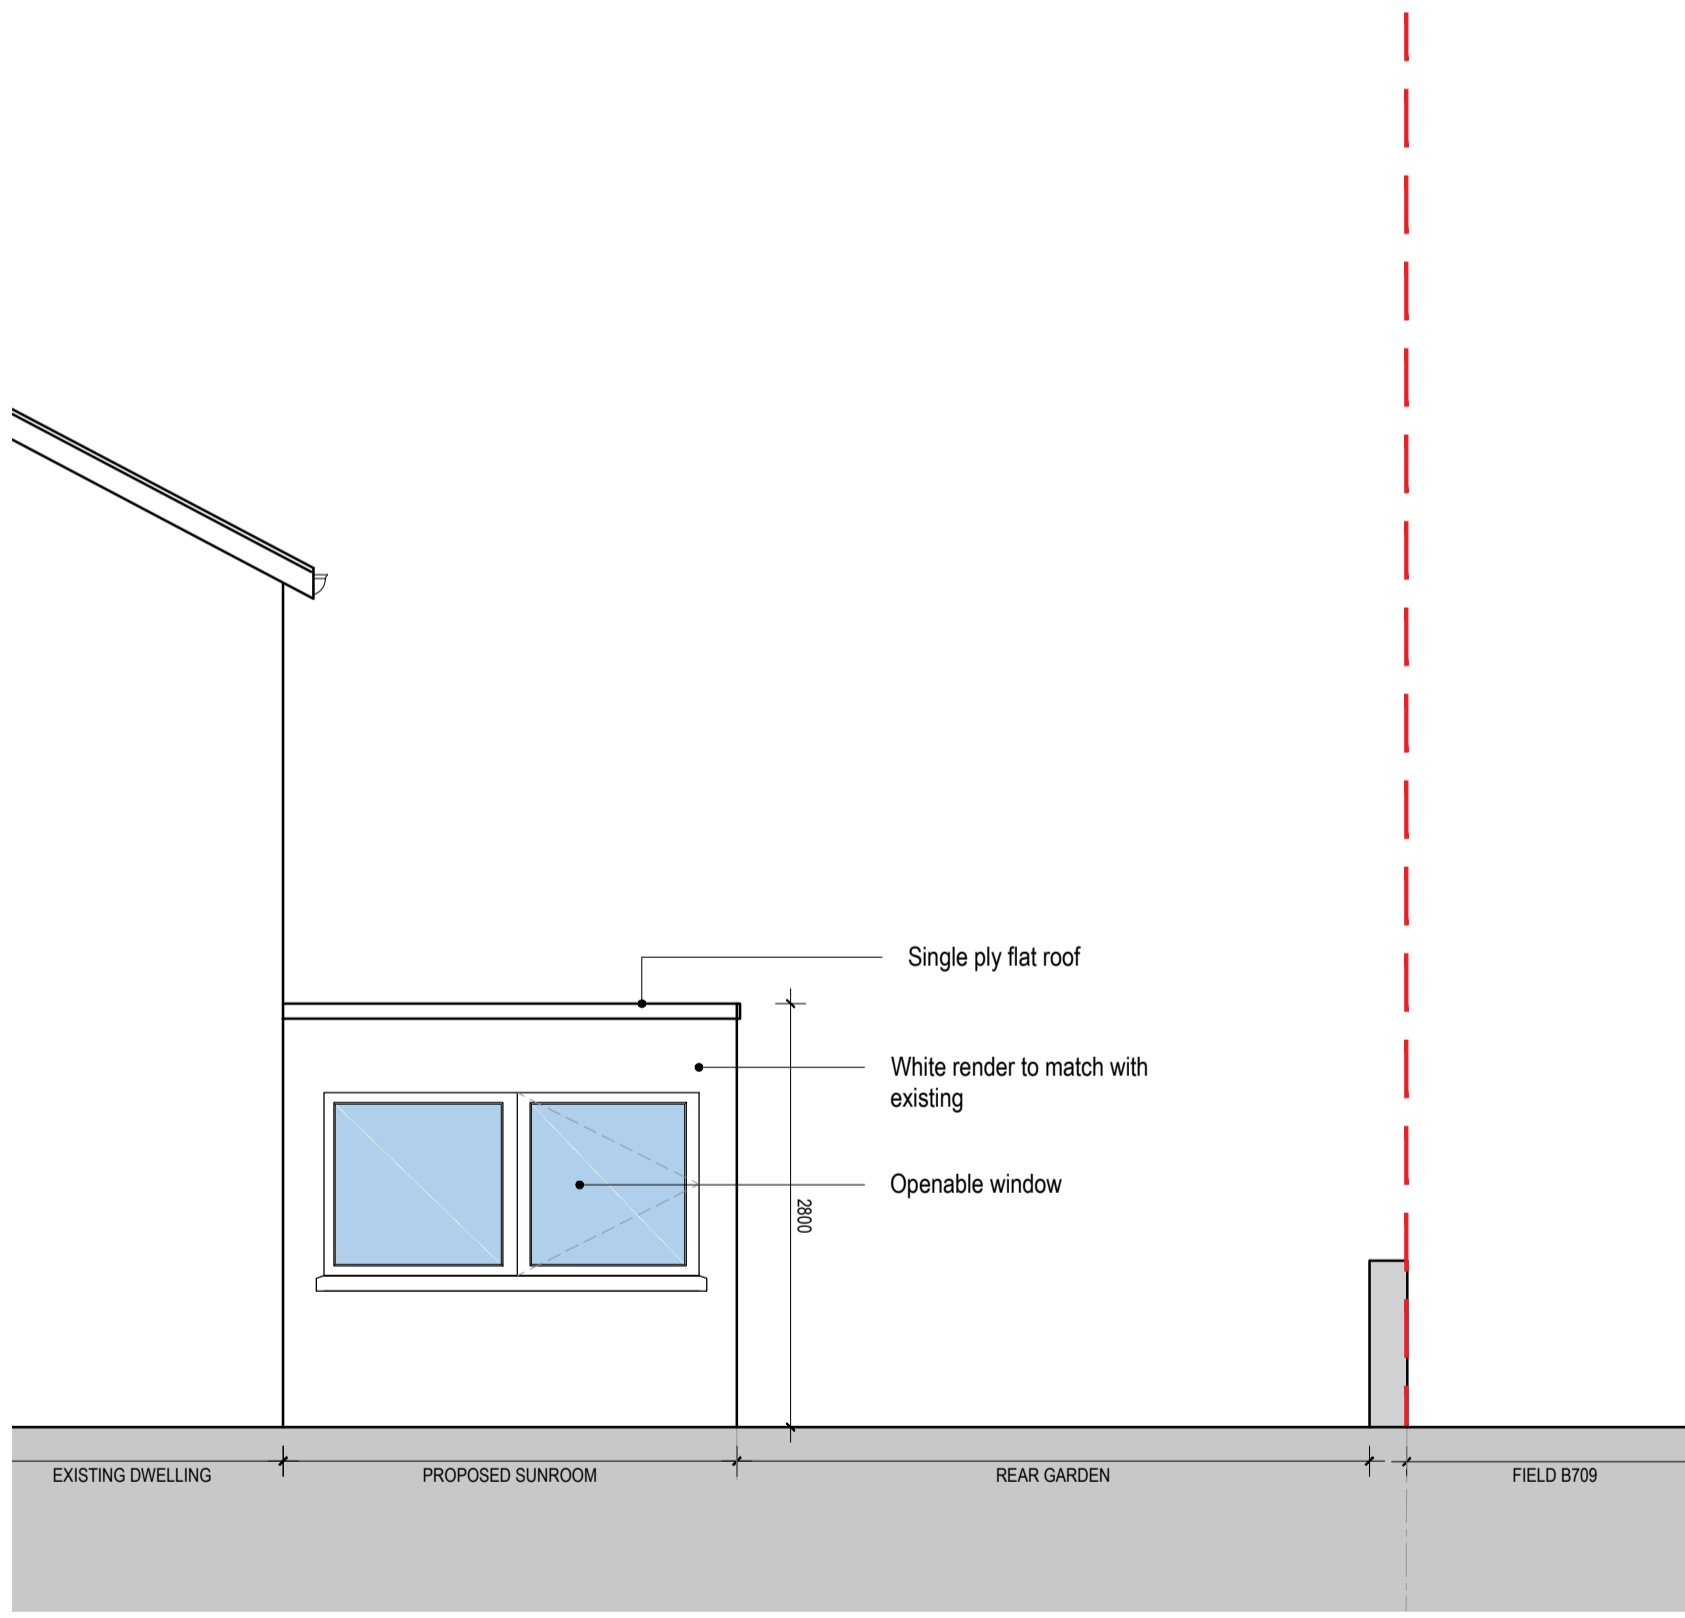 Single ply flat roof
White render to match with
existing
Openable window
2800
EXISTING DWELLING
PROPOSED SUNROOM
REAR GARDEN
FIELD B709